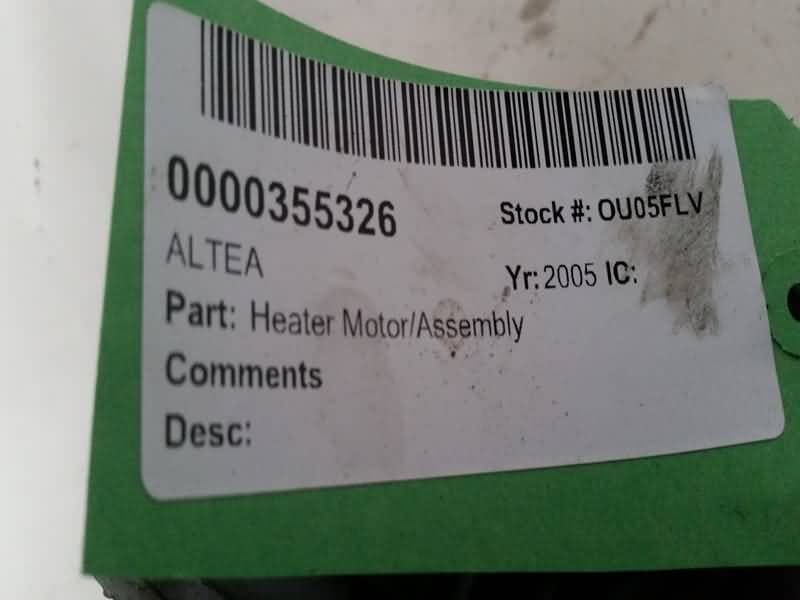 0000355326
Stock #: OU05FLV
ALTEA
Yr: 2005 IC:
Part: Heater Motor/Assembly
Comments
Desc: